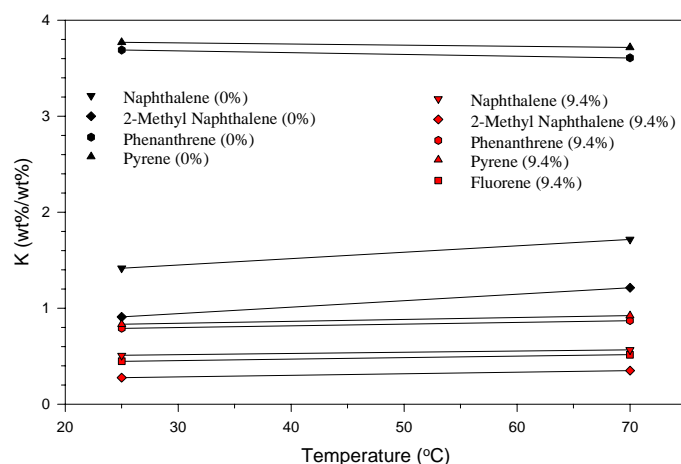 4
3
2
1
0
K (wt%/wt%)
Naphthalene (0%)
2-Methyl Naphthalene (0%)
Phenanthrene (0%)
Pyrene (0%)
Naphthalene (9.4%)
2-Methyl Naphthalene (9.4%)
Phenanthrene (9.4%)
Pyrene (9.4%)
Fluorene (9.4%)
20 30 40 50 60 70
Temperature (ºC)